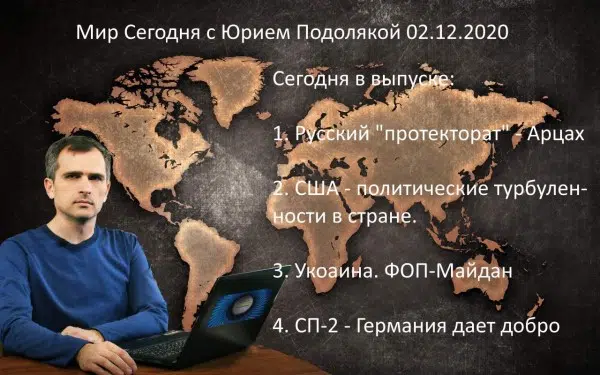 Мир Сегодня с Юрием Подолякой 02.12.2020
Сегодня в выпуске:
1. Русский "протекторат" - Арцах
2. США - политические турбулен-
ности в стране.
3. Укоаина. ФОП-Майдан
4. СП-2 - Германия дает добро